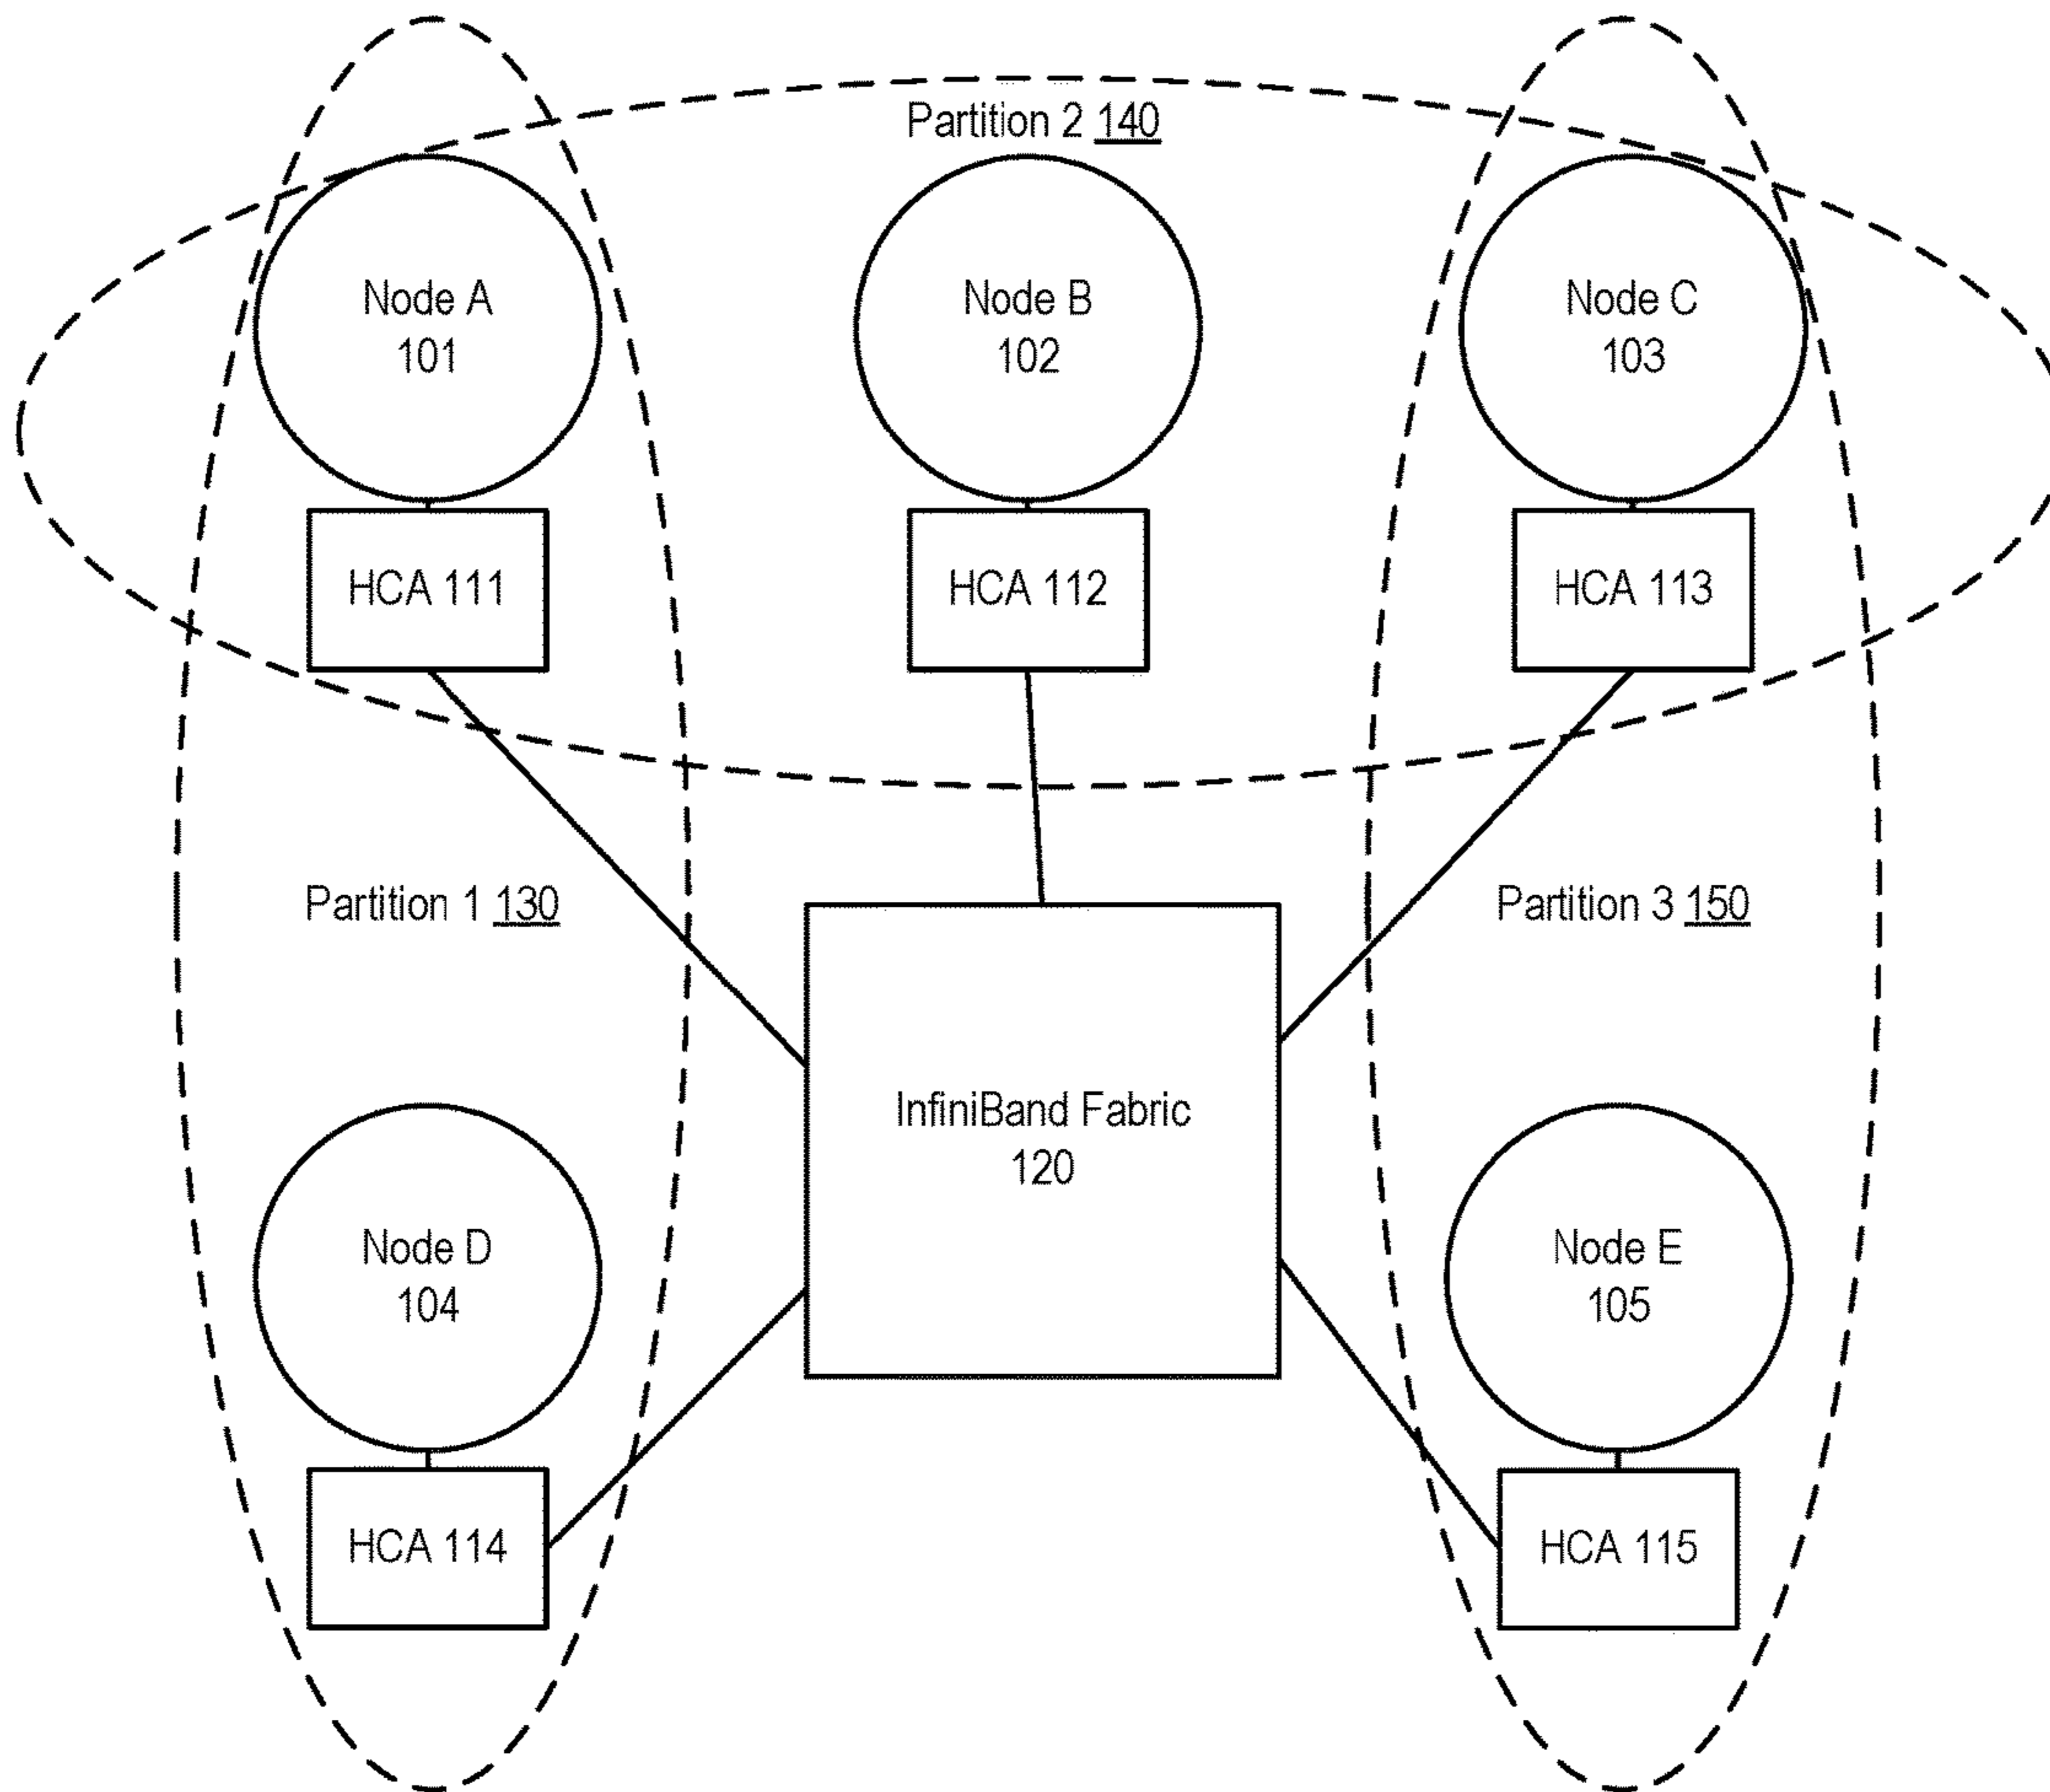 Partition 2 140
Node A
101
Node B
102
Node C
103
HCA 111
HCA 112
HCA 113
Partition 1 130
Partition 3 150
InfiniBand Fabric
120
Node D
104
Node E
105
HCA 114
HCA 115